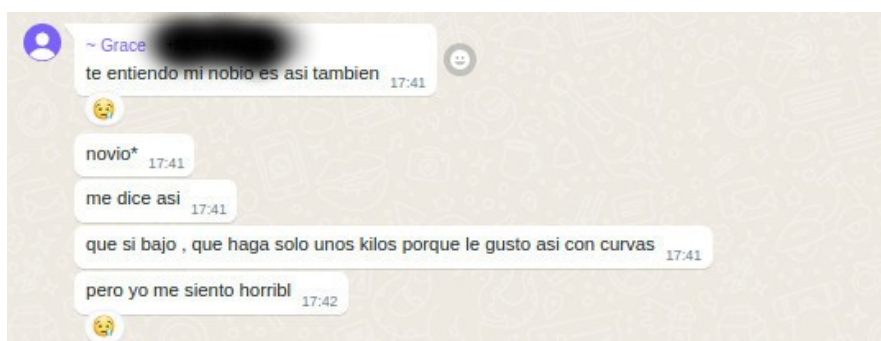 ~ Grace
te entiendo mi nobio es asi tambien 17:41
novio* 17:41
me dice asi 17:41
que si bajo , que haga solo unos kilos porque le gusto asi con curvas 17:41
pero yo me siento horribl 17:42